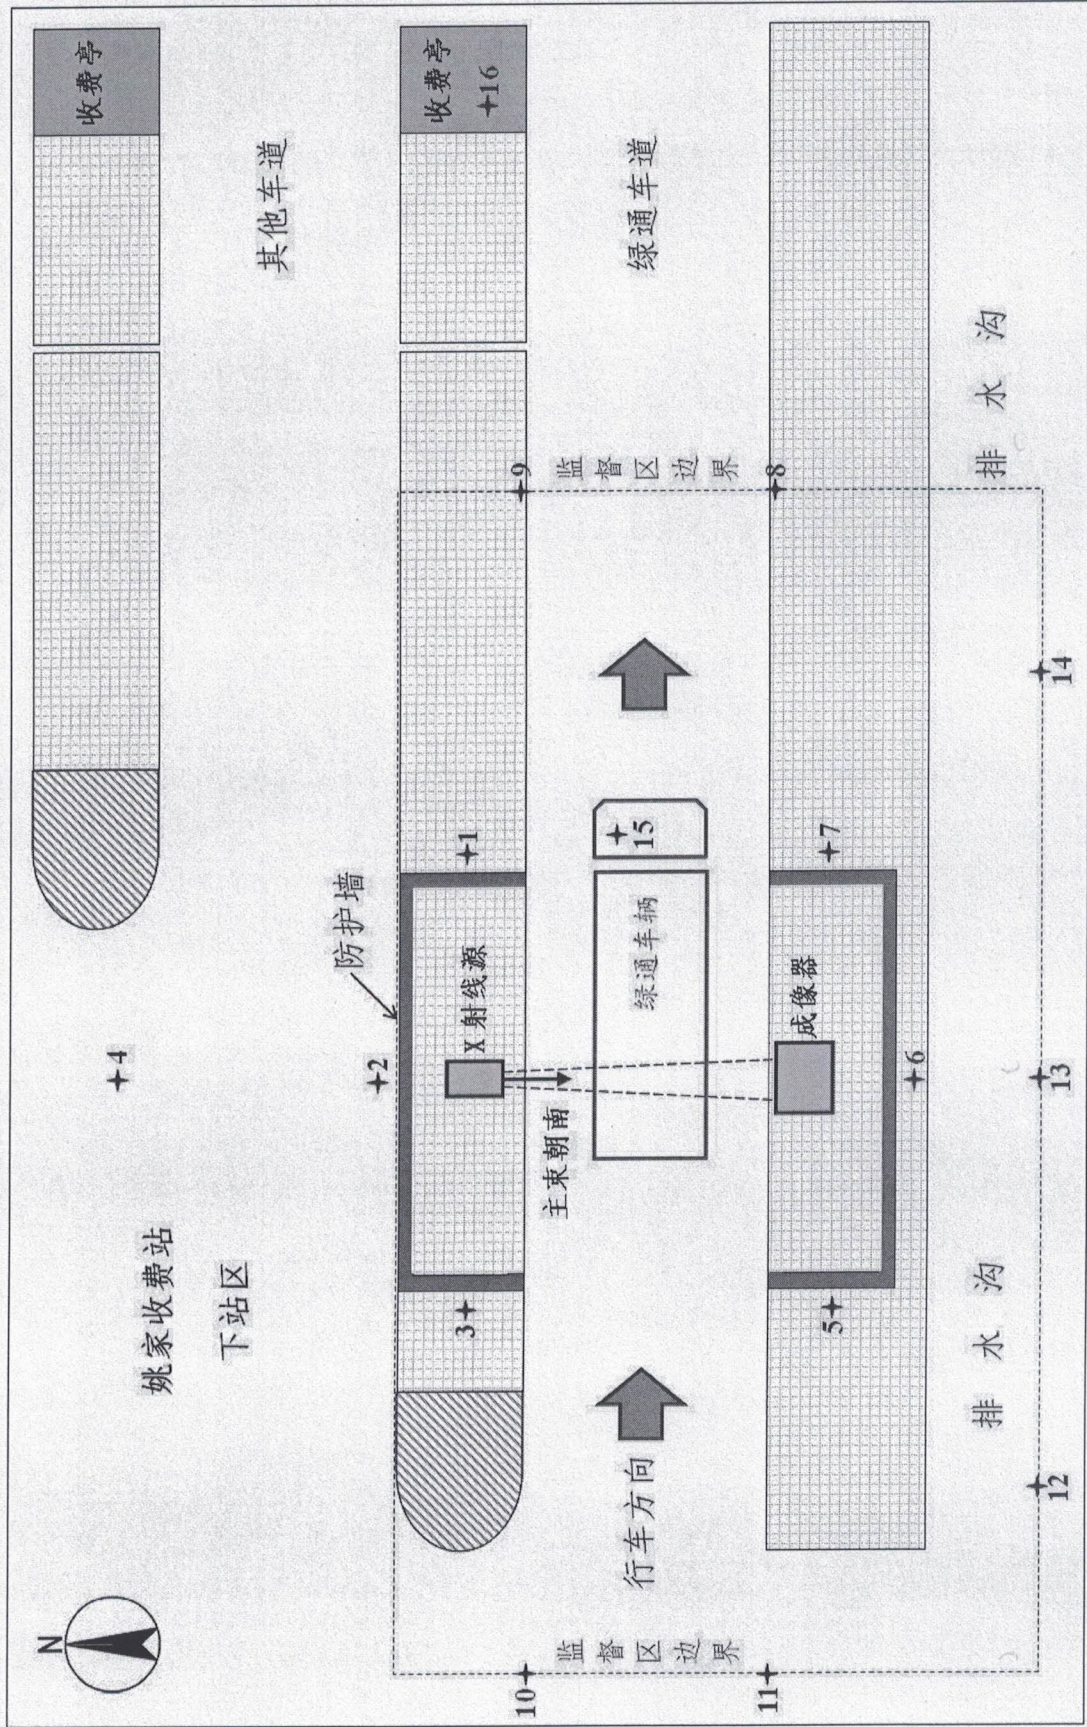 N
姚家收费站
下站区
4
收费亭
其他车道
防护墙
2
X射线源
主束朝南
3
1
收费亭
16
绿通车道
行车方向
绿通车辆
15
监督区边界
10
11
监督区边界
9
8
成像器
5
6
7
排水沟
排水沟
12
13
14